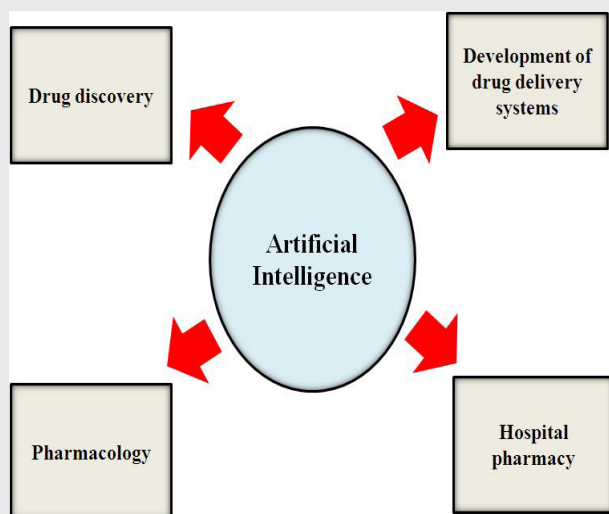 Drug discovery
Development of
drug delivery
systems
Artificial
Intelligence
Pharmacology
Hospital
pharmacy